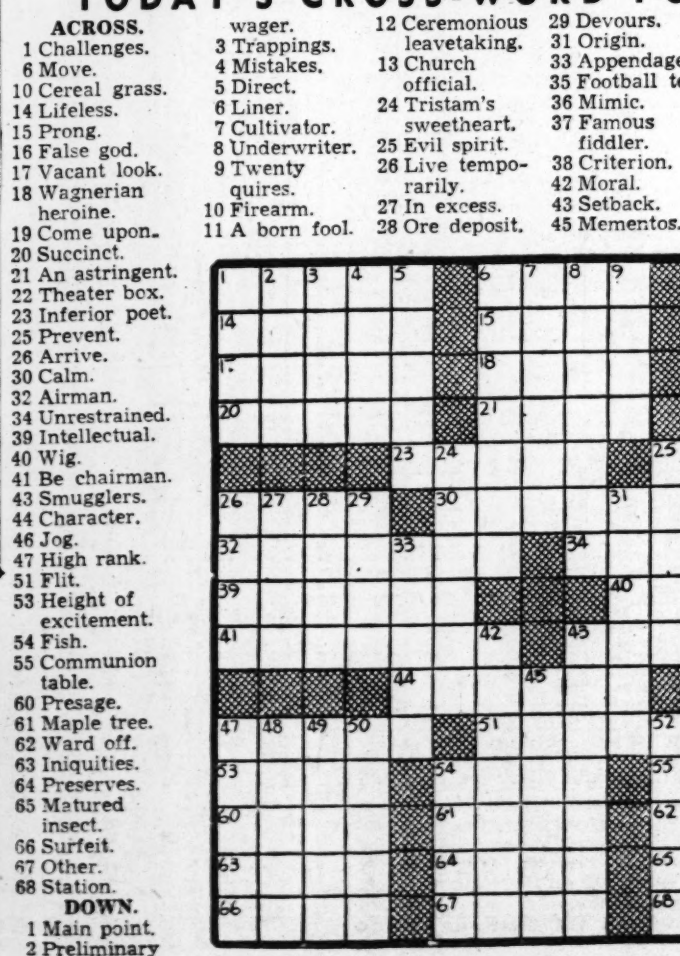 TODAY'S CROSS-WORD
ACROSS.
1 Challenges.
6 Move.
10 Cereal grass.
14 Lifeless.
15 Prong.
16 False god.
17 Vacant look.
18 Wagnerian
heroine.
19 Come upon.
20 Succinct.
21 An astringent.
22 Theater box.
23 Inferior poet.
25 Prevent.
26 Arrive.
30 Calm.
32 Airman.
34 Unrestrained.
39 Intellectual.
40 Wig.
41 Be chairman.
43 Smugglers.
44 Character.
46 Jog.
47 High rank.
51 Flit.
53 Height of
excitement.
54 Fish.
55 Communion
table.
60 Presage.
61 Maple tree.
62 Ward off.
63 Iniquities.
64 Preserves.
65 Matured
insect.
66 Surfeit.
67 Other.
68 Station.
DOWN.
1 Main point.
2 Preliminary
wager.
3 Trappings.
4 Mistakes.
5 Direct.
6 Liner.
7 Cultivator.
8 Underwriter.
9 Twenty
quires.
10 Firearm.
11 A born fool.
12 Ceremonious
leavetaking.
13 Church
official.
24 Tristam's
sweetheart.
25 Evil spirit.
26 Live tempo-
rarily.
27 In excess.
28 Ore deposit.
29 Devours.
31 Origin.
33 Appendage
35 Football te
36 Mimic.
37 Famous
fiddler.
38 Criterion.
42 Moral.
43 Setback.
45 Mementos.
1 2 3 4 5 6 7 8 9
14 15
17 18
20 21
23 24 25
26 27 28 29 30 31
32 33 34
39 40
41 42 43
44 45
47 48 49 50 51 52
53 54 55
60 61 62
63 64 65
66 67 68